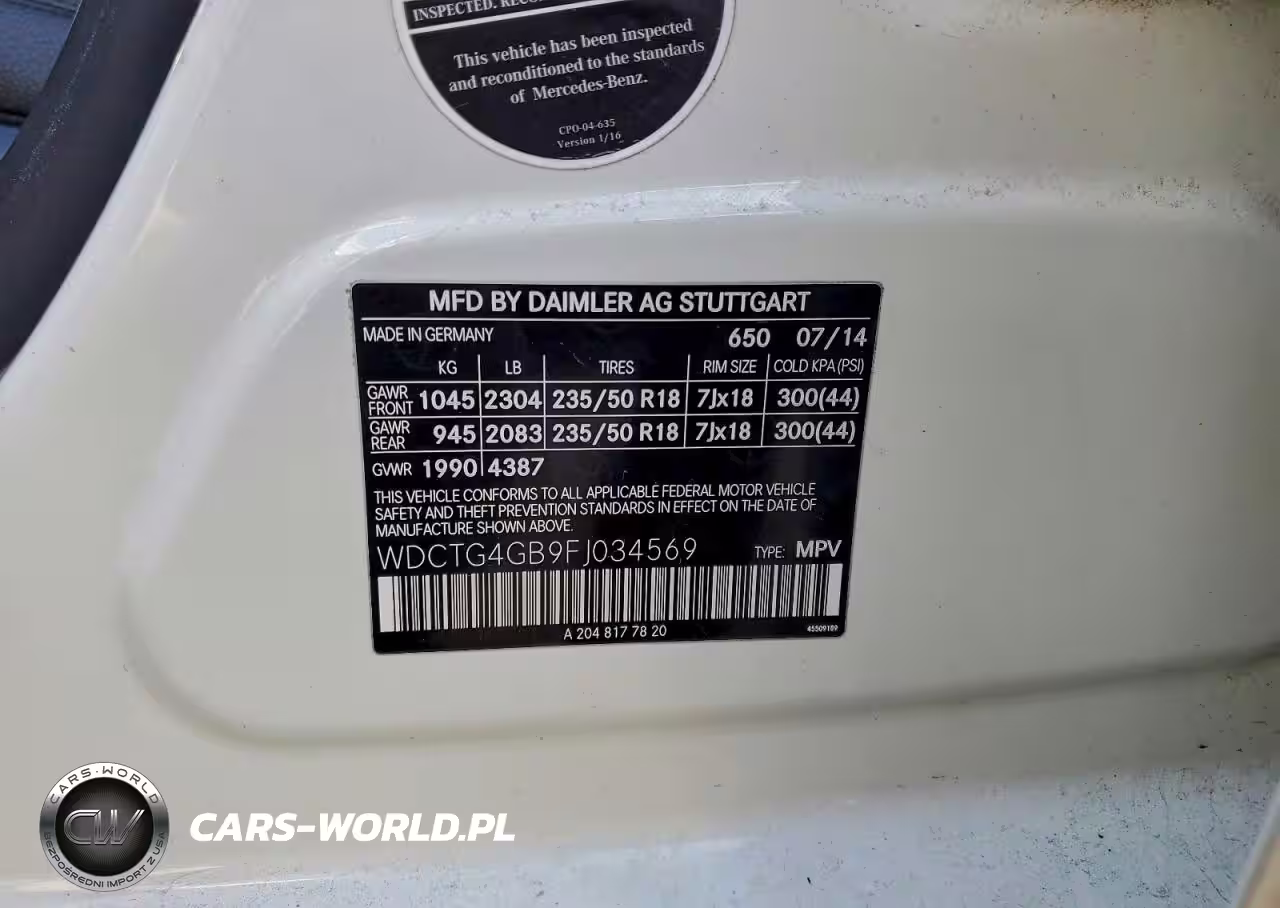 INSPECTED.
This vehicle has been inspected
and reconditioned to the standards
of Mercedes-Benz.
CPO-04-635
Version 1/16
MFD BY DAIMLER AG STUTTGART
MADE IN GERMANY 650 07/14
KG LB TIRES RIM SIZE COLD KPA (PSI)
GAWR FRONT 1045 2304 235/50 R18 7Jx18 300(44)
GAWR REAR 945 2083 235/50 R18 7Jx18 300(44)
GVWR 1990 4387
THIS VEHICLE CONFORMS TO ALL APPLICABLE FEDERAL MOTOR VEHICLE
SAFETY AND THEFT PREVENTION STANDARDS IN EFFECT ON THE DATE OF
MANUFACTURE SHOWN ABOVE.
WDCTG4GB9FJ034569 TYPE: MPV
A 204 817 78 20 45509189
CARS-WORLD
CW
BEZPOŚREDNI IMPORT Z USA
CARS-WORLD.PL